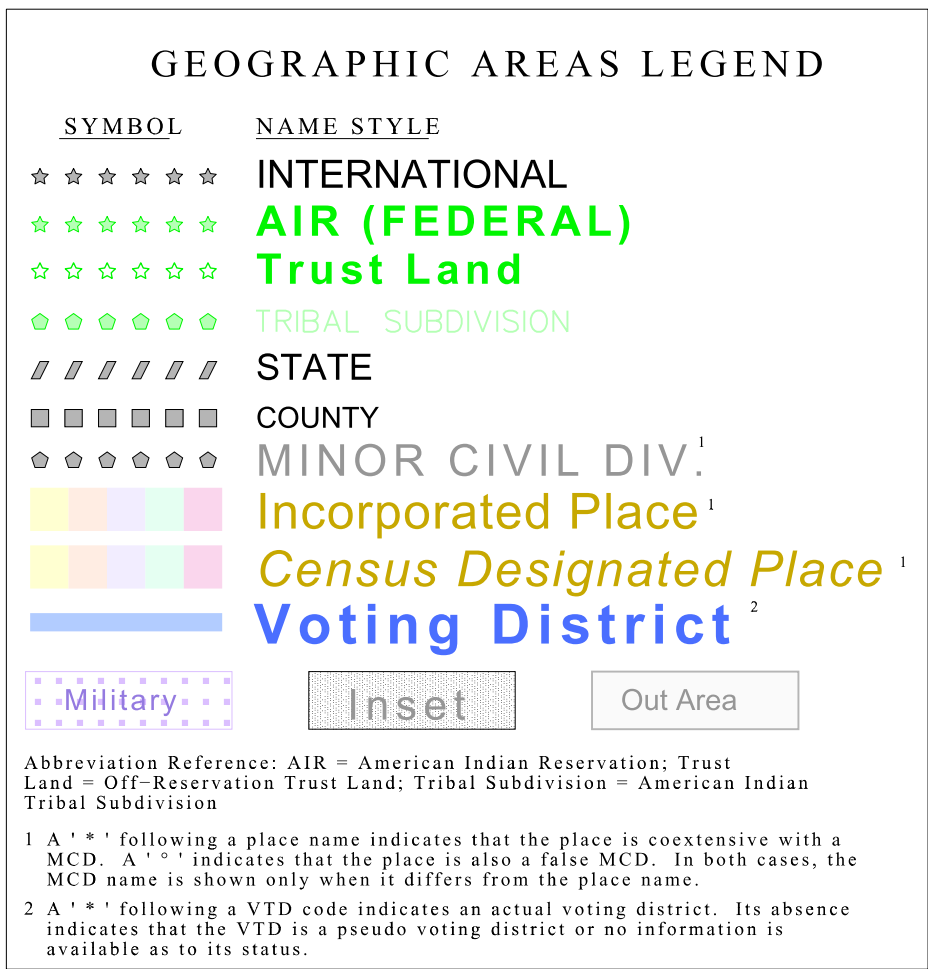 GEOGRAPHIC AREAS LEGEND
SYMBOL NAME STYLE
INTERNATIONAL
AIR (FEDERAL)
Trust Land
TRIBAL SUBDIVISION
STATE
COUNTY
MINOR CIVIL DIV.1
Incorporated Place 1
Census Designated Place 1
Voting District 2
Military Inset Out Area
Abbreviation Reference: AIR = American Indian Reservation; Trust
Land = Off−Reservation Trust Land; Tribal Subdivision = American Indian
Tribal Subdivision
1 A ' * ' following a place name indicates that the place is coextensive with a
MCD. A ' ° ' indicates that the place is also a false MCD. In both cases, the
MCD name is shown only when it differs from the place name.
2 A ' * ' following a VTD code indicates an actual voting district. Its absence
indicates that the VTD is a pseudo voting district or no information is
available as to its status.